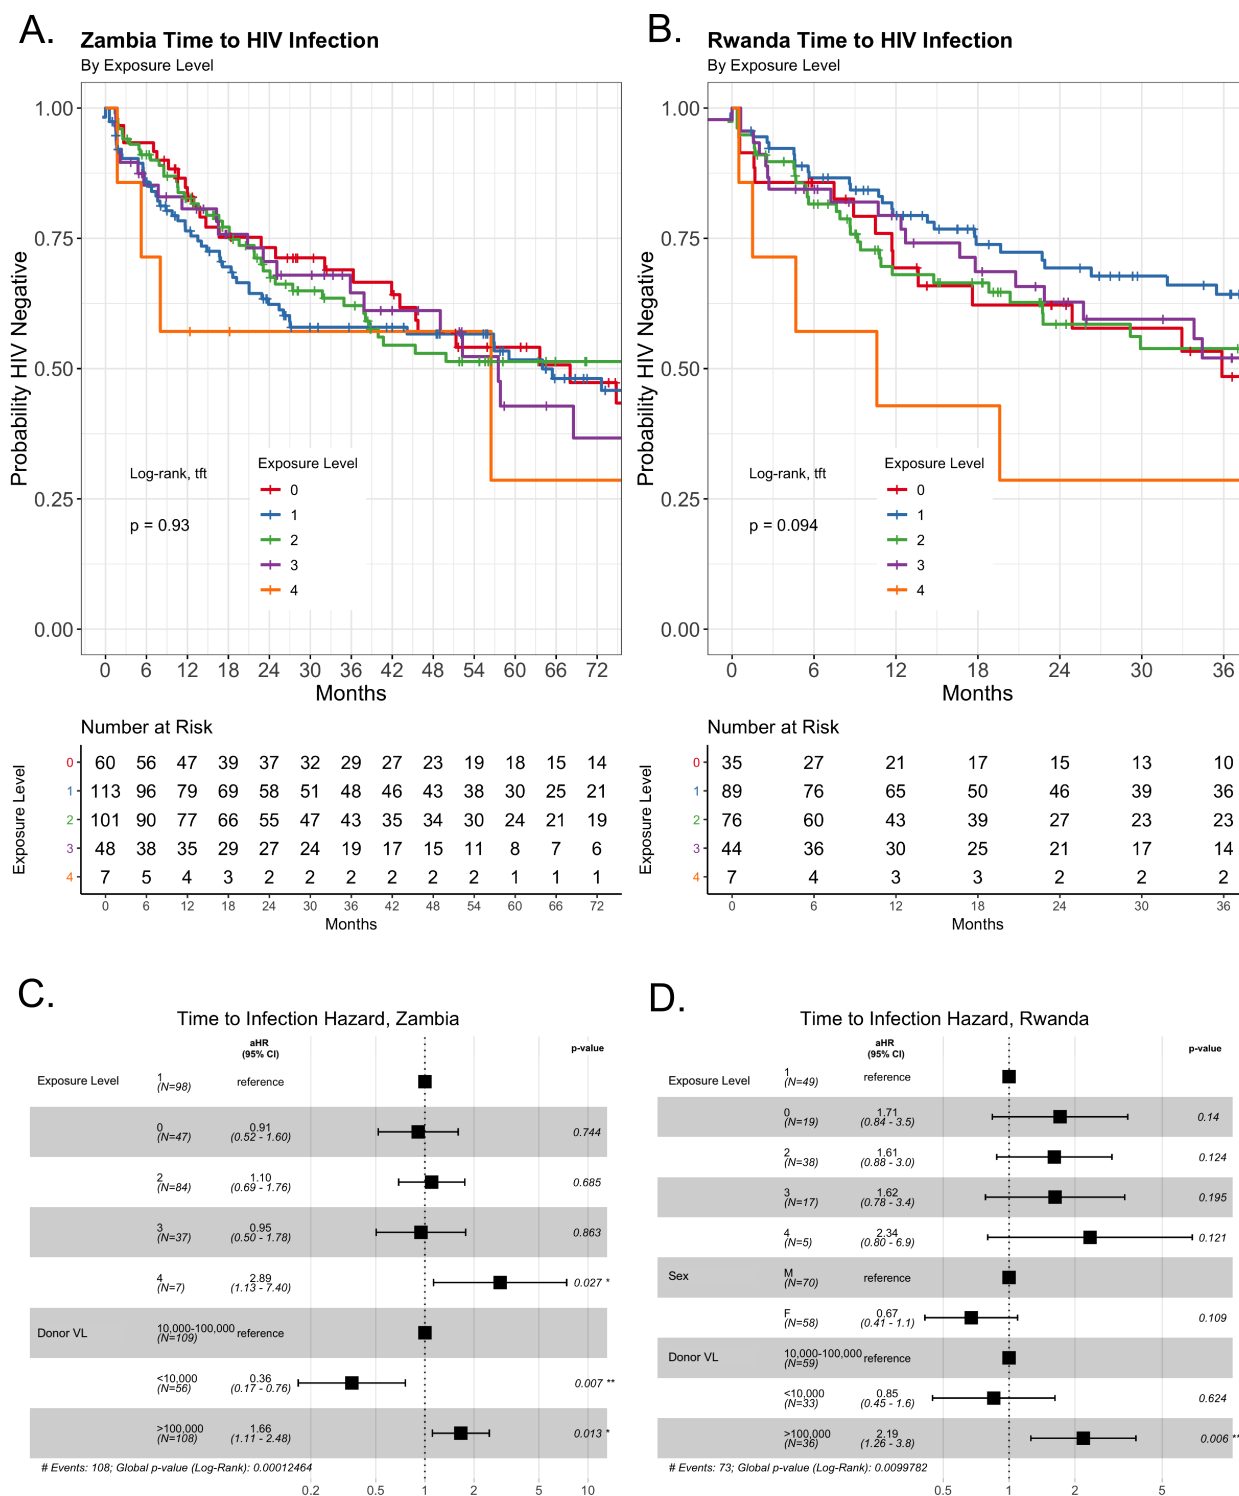 A.
Zambia Time to HIV Infection
By Exposure Level
Probability HIV Negative
1.00
0.75
0.50
0.25
0.00
Log-rank, tft
p = 0.93
Exposure Level
0
1
2
3
4
0 6 12 18 24 30 36 42 48 54 60 66 72
Months
Number at Risk
Exposure Level
0 60 56 47 39 37 32 29 27 23 19 18 15 14
1 113 96 79 69 58 51 48 46 43 38 30 25 21
2 101 90 77 66 55 47 43 35 34 30 24 21 19
3 48 38 35 29 27 24 19 17 15 11 8 7 6
4 7 5 4 3 2 2 2 2 2 2 1 1 1
0 6 12 18 24 30 36 42 48 54 60 66 72
Months
B.
Rwanda Time to HIV Infection
By Exposure Level
Probability HIV Negative
1.00
0.75
0.50
0.25
0.00
Log-rank, tft
p = 0.094
Exposure Level
0
1
2
3
4
0 6 12 18 24 30 36
Months
Number at Risk
Exposure Level
0 35 27 21 17 15 13 10
1 89 76 65 50 46 39 36
2 76 60 43 39 27 23 23
3 44 36 30 25 21 17 14
4 7 4 3 3 2 2 2
0 6 12 18 24 30 36
Months
C.
Time to Infection Hazard, Zambia
aHR
(95% CI)
p-value
Exposure Level 1 reference
(N=98)
0 0.91 0.744
(N=47) (0.52 - 1.60)
2 1.10 0.685
(N=84) (0.69 - 1.76)
3 0.95 0.863
(N=37) (0.50 - 1.78)
4 2.89 0.027 *
(N=7) (1.13 - 7.40)
Donor VL 10,000-100,000 reference
(N=109)
<10,000 0.36 0.007 **
(N=56) (0.17 - 0.76)
>100,000 1.66 0.013 *
(N=108) (1.11 - 2.48)
# Events: 108; Global p-value (Log-Rank): 0.00012464
0.2 0.5 1 2 5 10
D.
Time to Infection Hazard, Rwanda
aHR
(95% CI)
p-value
Exposure Level 1 reference
(N=49)
0 1.71 0.14
(N=19) (0.84 - 3.5)
2 1.61 0.124
(N=38) (0.88 - 3.0)
3 1.62 0.195
(N=17) (0.78 - 3.4)
4 2.34 0.121
(N=5) (0.80 - 6.9)
Sex M reference
(N=70)
F 0.67 0.109
(N=58) (0.41 - 1.1)
Donor VL 10,000-100,000 reference
(N=59)
<10,000 0.85 0.624
(N=33) (0.45 - 1.6)
>100,000 2.19 0.006 **
(N=36) (1.26 - 3.8)
# Events: 73; Global p-value (Log-Rank): 0.0099782
0.5 1 2 5